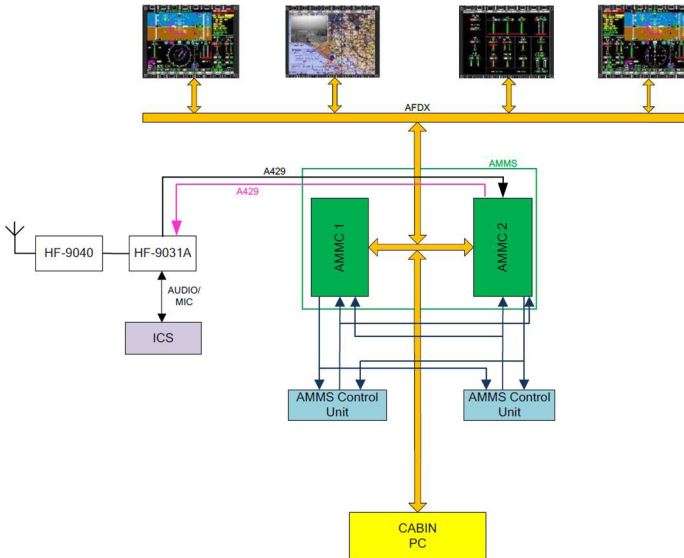 AFDX
A429
AMMS
A429
AMMC 1
AMMC 2
HF-9040
HF-9031A
AUDIO/
MIC
ICS
AMMS Control
Unit
AMMS Control
Unit
CABIN
PC